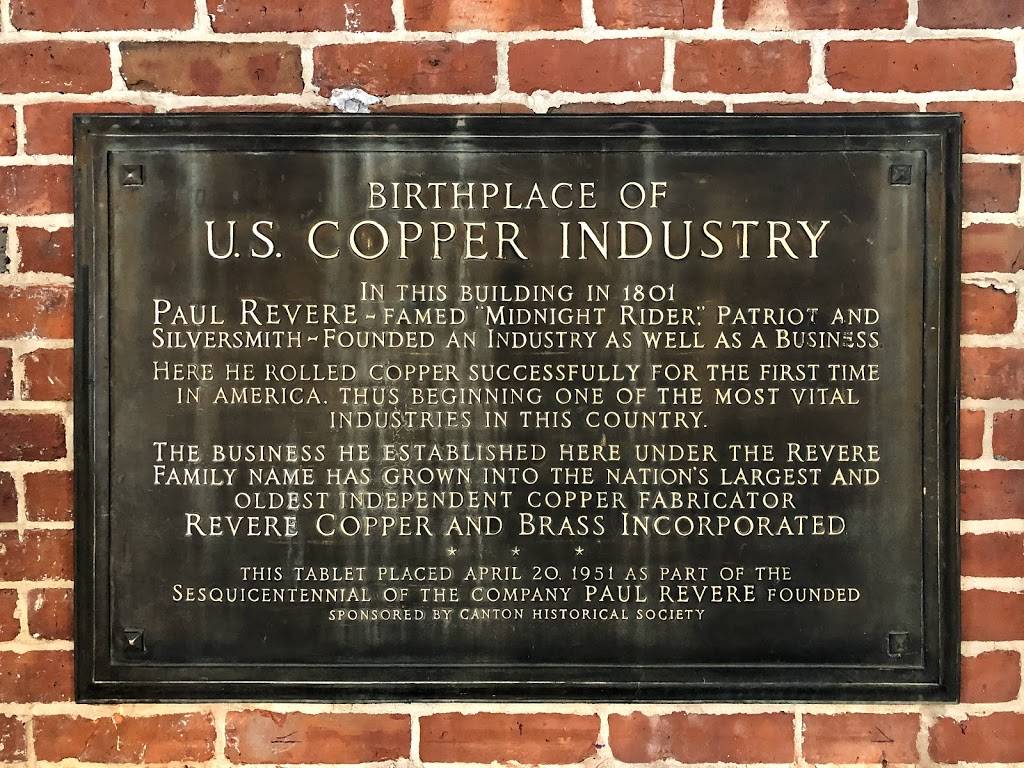 BIRTHPLACE OF
U.S. COPPER INDUSTRY
IN THIS BUILDING IN 1801
PAUL REVERE - FAMED "MIDNIGHT RIDER," PATRIOT AND
SILVERSMITH - FOUNDED AN INDUSTRY AS WELL AS A BUSINESS
HERE HE ROLLED COPPER SUCCESSFULLY FOR THE FIRST TIME
IN AMERICA. THUS BEGINNING ONE OF THE MOST VITAL
INDUSTRIES IN THIS COUNTRY.
THE BUSINESS HE ESTABLISHED HERE UNDER THE REVERE
FAMILY NAME HAS GROWN INTO THE NATION'S LARGEST AND
OLDEST INDEPENDENT COPPER FABRICATOR
REVERE COPPER AND BRASS INCORPORATED
* * *
THIS TABLET PLACED APRIL 20, 1951 AS PART OF THE
SESQUICENTENNIAL OF THE COMPANY PAUL REVERE FOUNDED
SPONSORED BY CANTON HISTORICAL SOCIETY